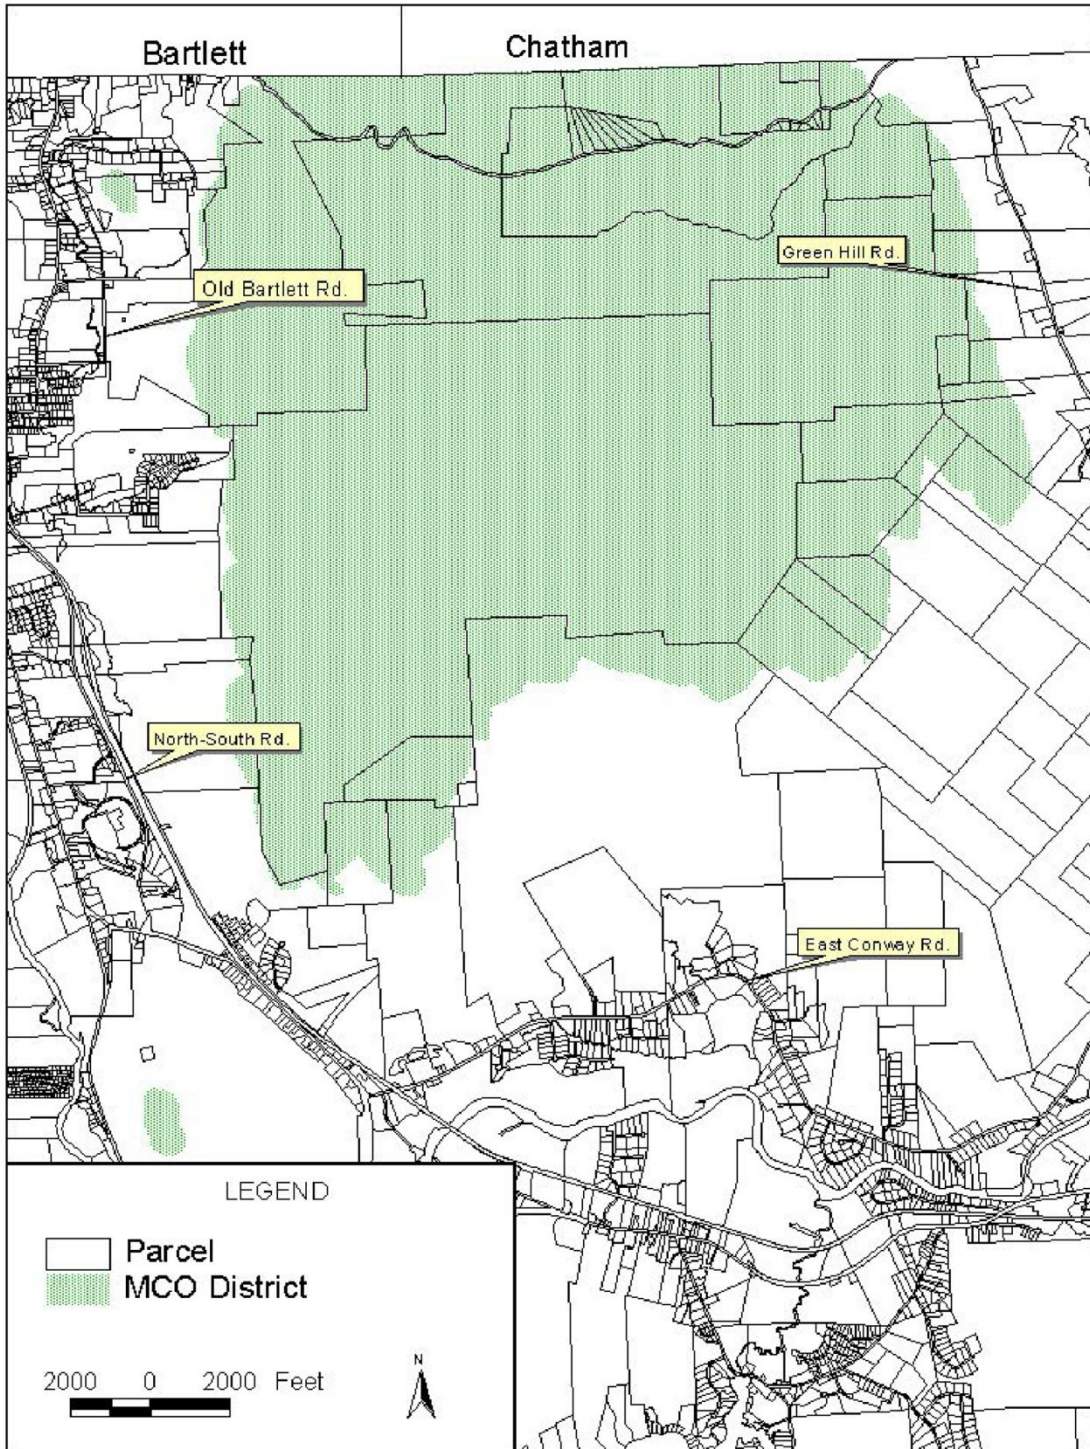 Bartlett
Chatham
Green Hill Rd.
Old Bartlett Rd.
North-South Rd.
East Conway Rd.
LEGEND
Parcel
MCO District
2000 0 2000 Feet
N